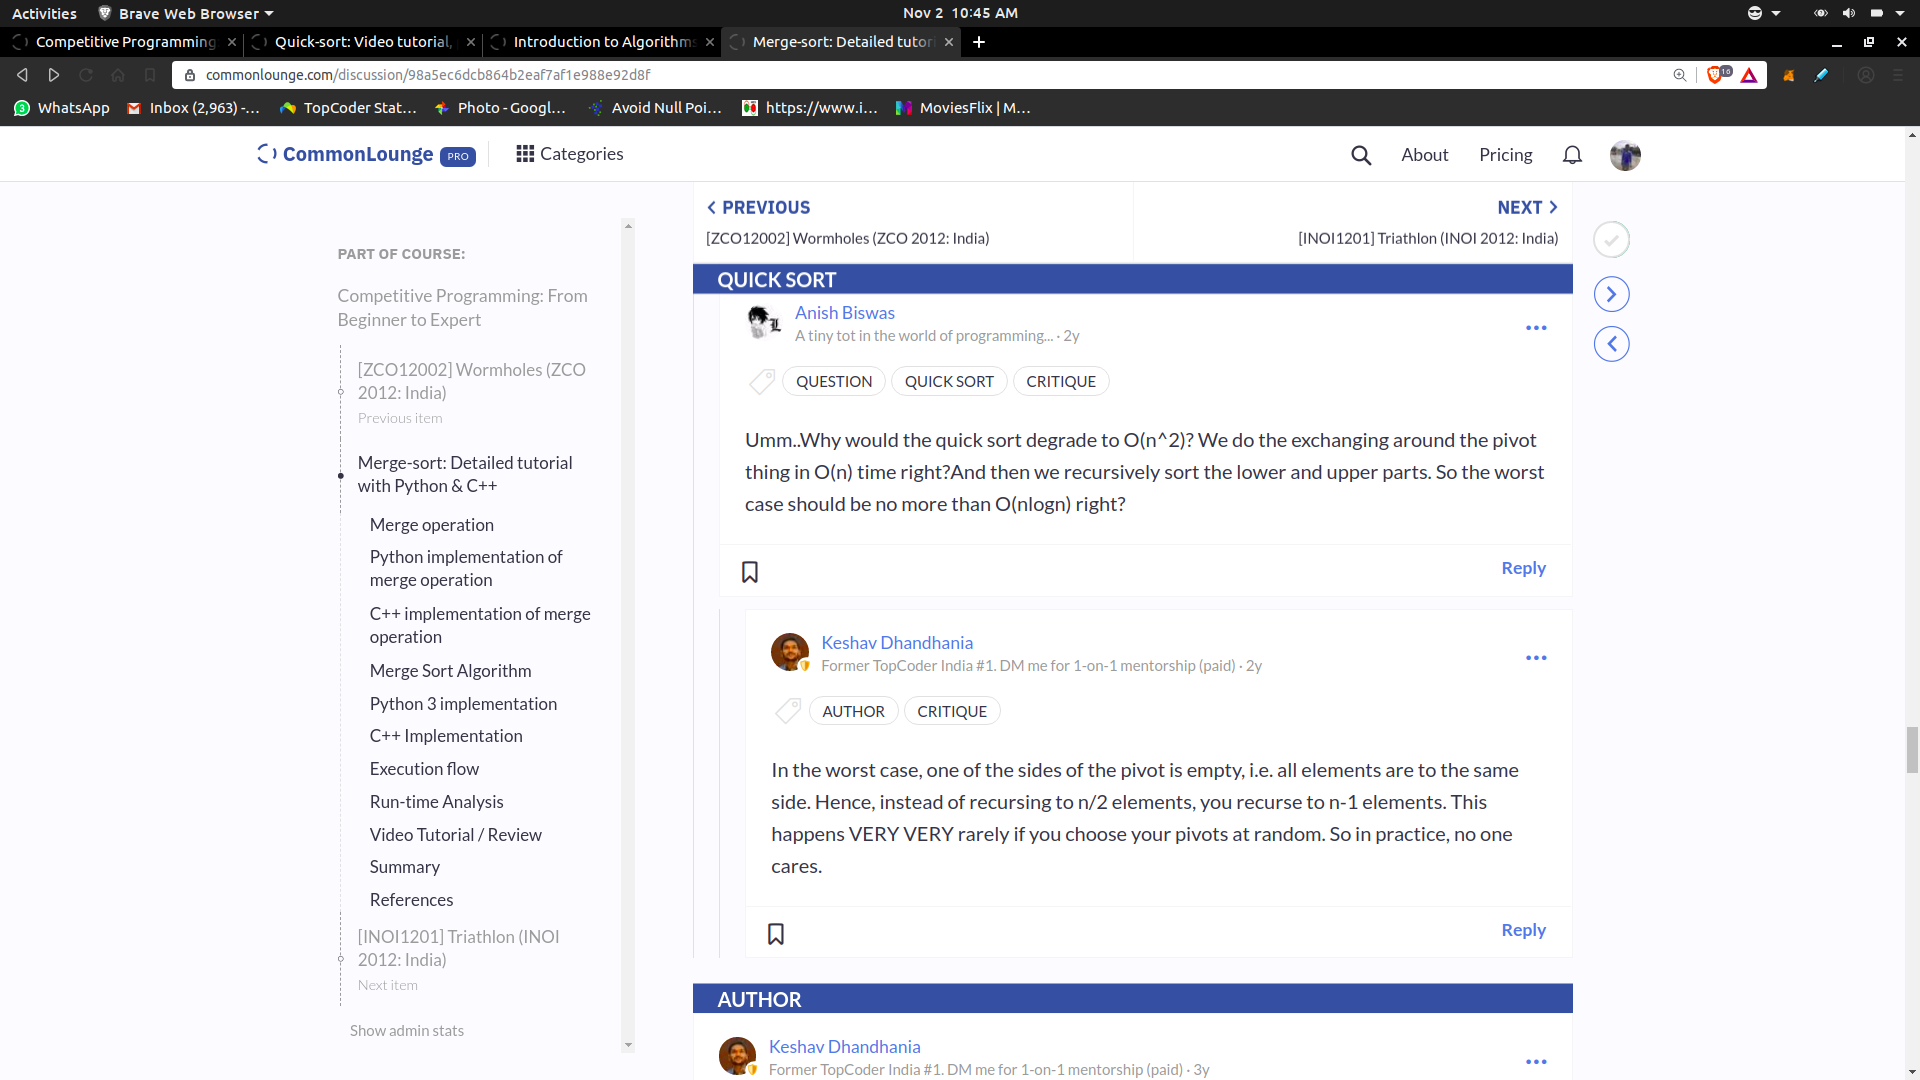 Activities
Brave Web Browser
Nov 2 10:45 AM
Competitive Programming
Quick-sort: Video tutorial,
Introduction to Algorithms
Merge-sort: Detailed tutori
commonlounge.com/discussion/98a5ec6dcb864b2eaf7af1e988e92d8f
16
3
WhatsApp
Inbox (2,963) -...
TopCoder Stat...
Photo - Googl...
Avoid Null Poi...
https://www.i...
MoviesFlix | M...
CommonLounge PRO
Categories
About
Pricing
PREVIOUS
[ZCO12002] Wormholes (ZCO 2012: India)
NEXT
[INOI1201] Triathlon (INOI 2012: India)
PART OF COURSE:
Competitive Programming: From
Beginner to Expert
[ZCO12002] Wormholes (ZCO
2012: India)
Previous item
Merge-sort: Detailed tutorial
with Python & C++
Merge operation
Python implementation of
merge operation
C++ implementation of merge
operation
Merge Sort Algorithm
Python 3 implementation
C++ Implementation
Execution flow
Run-time Analysis
Video Tutorial / Review
Summary
References
[INOI1201] Triathlon (INOI
2012: India)
Next item
Show admin stats
QUICK SORT
Anish Biswas
A tiny tot in the world of programming... · 2y
QUESTION
QUICK SORT
CRITIQUE
Umm..Why would the quick sort degrade to O(n^2)? We do the exchanging around the pivot
thing in O(n) time right?And then we recursively sort the lower and upper parts. So the worst
case should be no more than O(nlogn) right?
Reply
Keshav Dhandhania
Former TopCoder India #1. DM me for 1-on-1 mentorship (paid) · 2y
AUTHOR
CRITIQUE
In the worst case, one of the sides of the pivot is empty, i.e. all elements are to the same
side. Hence, instead of recursing to n/2 elements, you recurse to n-1 elements. This
happens VERY VERY rarely if you choose your pivots at random. So in practice, no one
cares.
Reply
AUTHOR
Keshav Dhandhania
Former TopCoder India #1. DM me for 1-on-1 mentorship (paid) · 3y